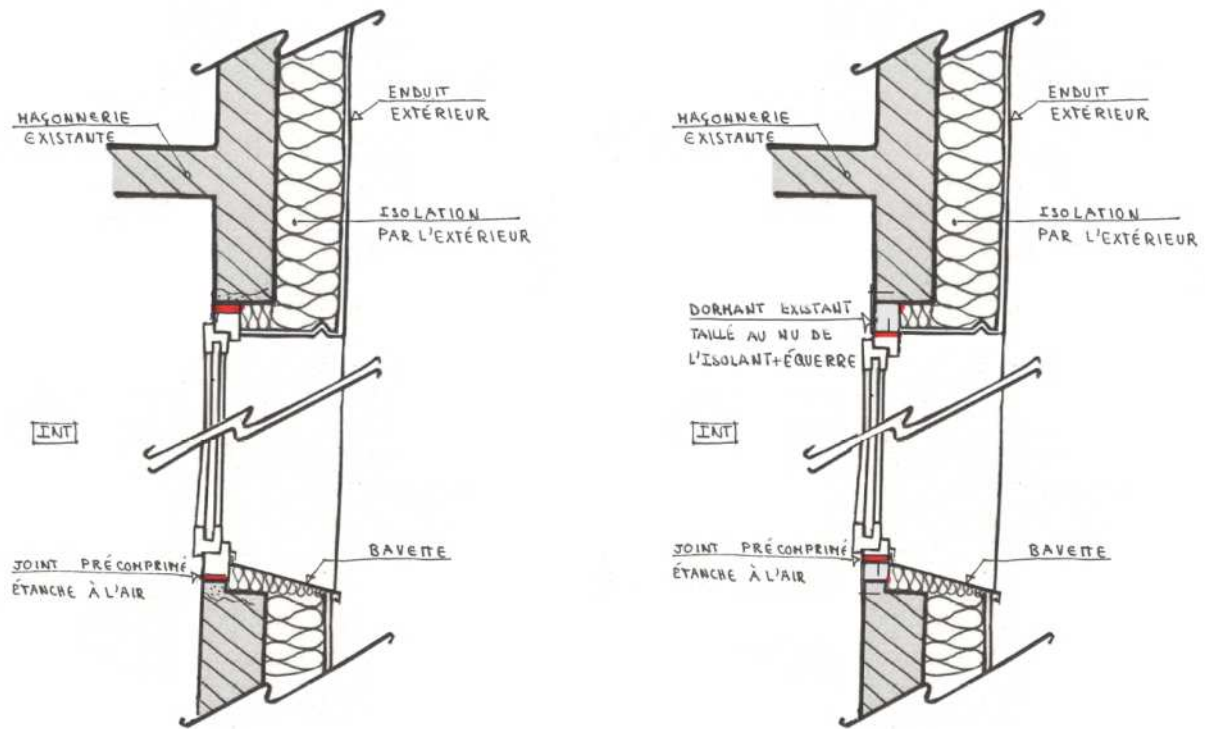 MAÇONNERIE
EXISTANTE
ENDUIT
EXTÉRIEUR
ISOLATION
PAR L'EXTÉRIEUR
INT
JOINT PRÉCOMPRIMÉ
ÉTANCHE À L'AIR
BAVETTE
MAÇONNERIE
EXISTANTE
ENDUIT
EXTÉRIEUR
ISOLATION
PAR L'EXTÉRIEUR
DORMANT EXISTANT
TAILLÉ AU NU DE
L'ISOLANT+ÉQUERRE
INT
JOINT PRÉCOMPRIMÉ
ÉTANCHE À L'AIR
BAVETTE